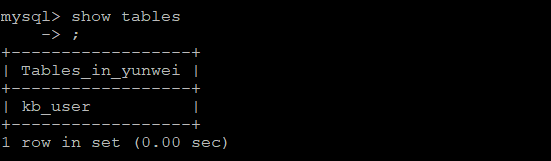 mysql> show tables
    -> ;
+------------------+
| Tables_in_yunwei |
+------------------+
| kb_user          |
+------------------+
1 row in set (0.00 sec)